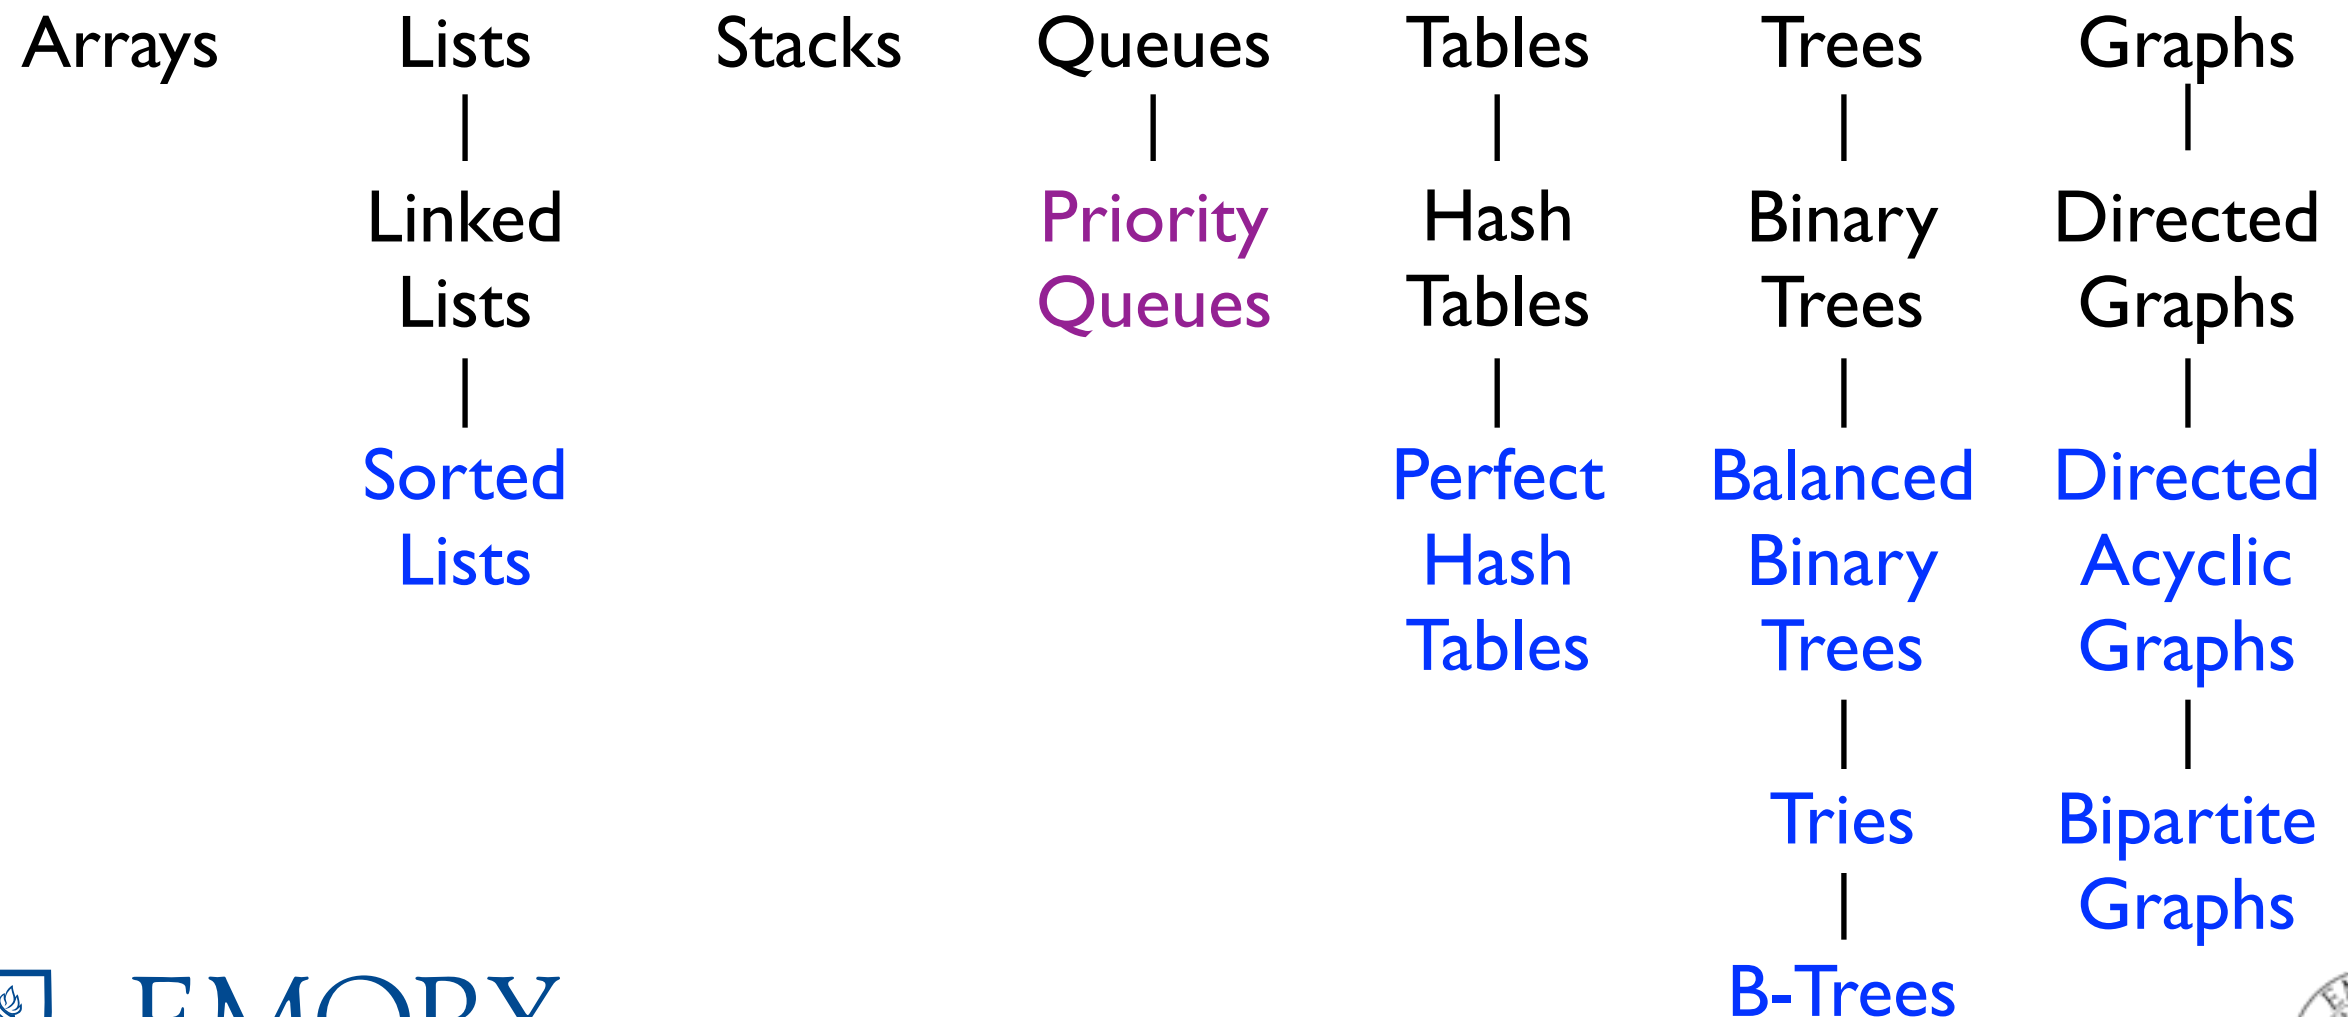 Arrays Lists Stacks Queues Tables Trees Graphs
Linked Priority Hash Binary Directed
Lists Queues Tables Trees Graphs
Sorted Perfect Balanced Directed
Lists Hash Binary Acyclic
Tables Trees Graphs
Tries Bipartite
Graphs
B-Trees
EMORY